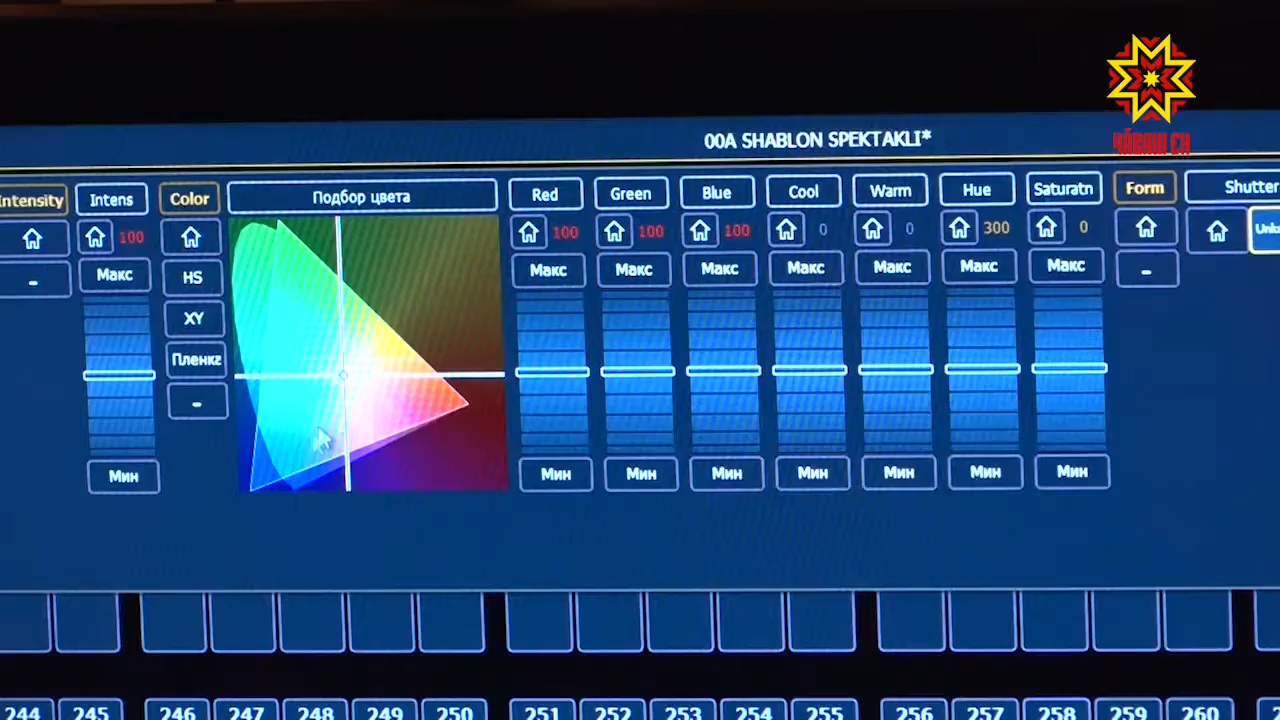 ЧӐВАШ ЕН
00A SHABLON SPEKTAKLI*
Intensity Intens Color Подбор цвета Red Green Blue Cool Warm Hue Saturatn Form Shutter
100 100 100 100 0 0 300 0
- Макс HS Макс Макс Макс Макс Макс Макс Макс -
XY
Пленка
-
Мин Мин Мин Мин Мин Мин Мин Мин
244 245 246 247 248 249 250 251 252 253 254 255 256 257 258 259 260